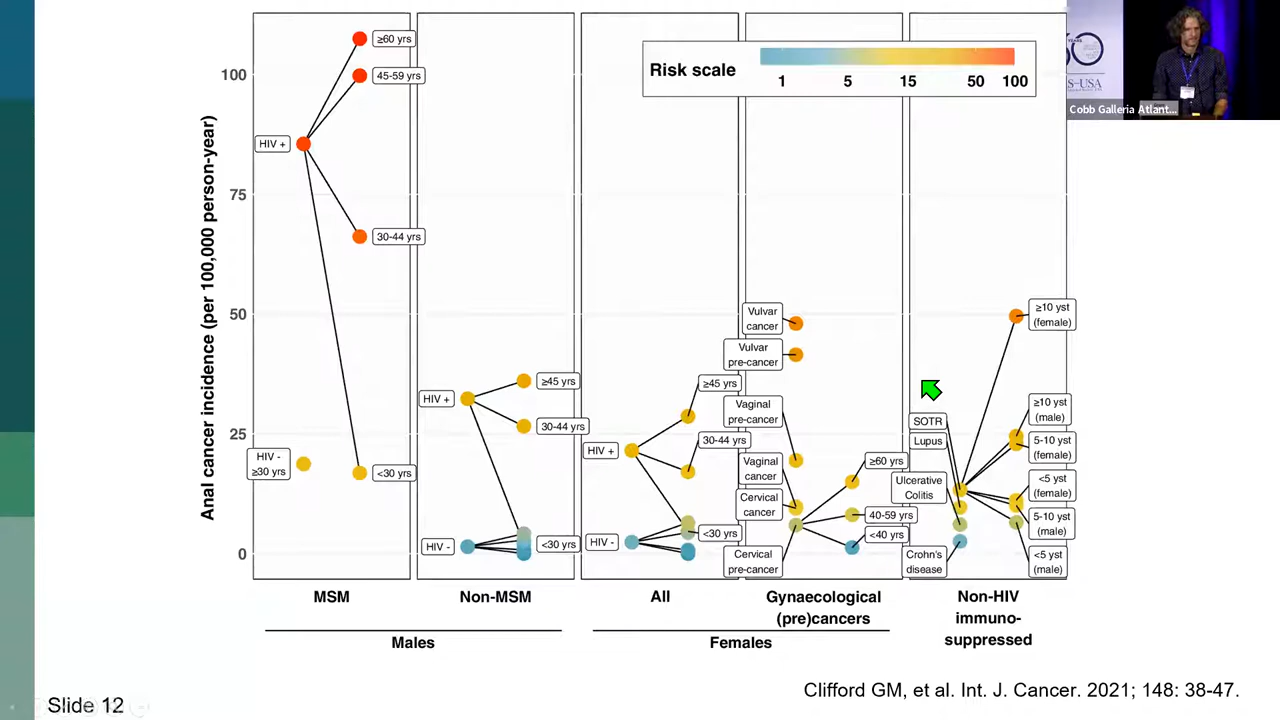 Anal cancer incidence (per 100,000 person-year)
100
75
50
25
0
Risk scale
1 5 15 50 100
≥60 yrs
45-59 yrs
HIV +
30-44 yrs
HIV -
≥30 yrs
<30 yrs
HIV +
≥45 yrs
30-44 yrs
HIV -
<30 yrs
≥45 yrs
30-44 yrs
HIV +
HIV -
<30 yrs
Vulvar
cancer
Vulvar
pre-cancer
Vaginal
pre-cancer
Vaginal
cancer
Cervical
cancer
Cervical
pre-cancer
≥60 yrs
40-59 yrs
<40 yrs
SOTR
Lupus
Ulcerative
Colitis
Crohn's
disease
≥10 yst
(female)
≥10 yst
(male)
5-10 yst
(female)
<5 yst
(female)
5-10 yst
(male)
<5 yst
(male)
MSM
Non-MSM
All
Gynaecological
(pre)cancers
Non-HIV
immuno-
suppressed
Males
Females
Clifford GM, et al. Int. J. Cancer. 2021; 148: 38-47.
Slide 12
S-USA
Cobb Galleria Atlant...